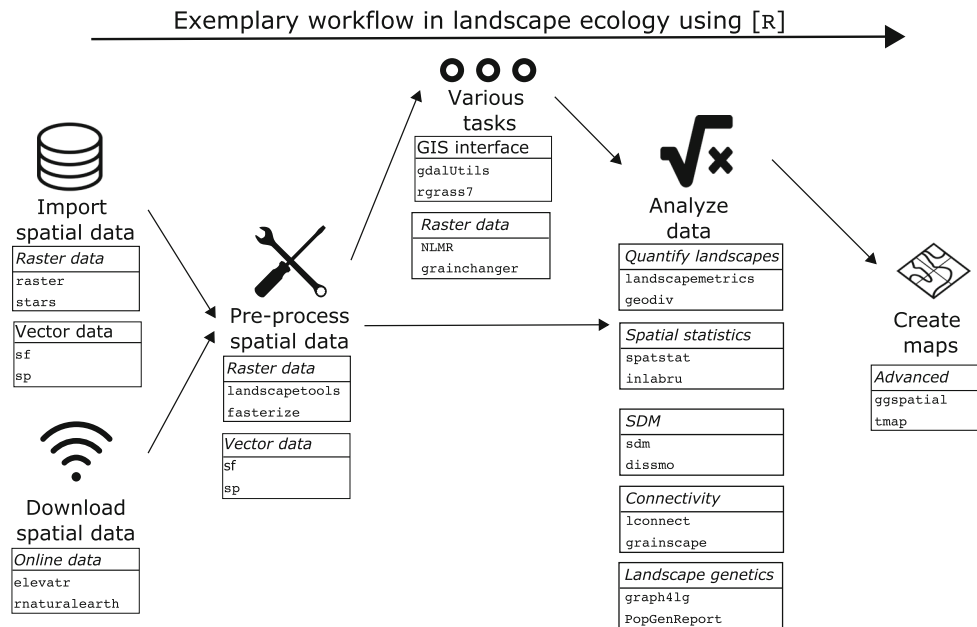 Exemplary workflow in landscape ecology using [R]
Import
spatial data
Raster data
raster
stars
Vector data
sf
sp
Download
spatial data
Online data
elevatr
rnaturalearth
Pre-process
spatial data
Raster data
landscapetools
fasterize
Vector data
sf
sp
Various
tasks
GIS interface
gdalUtils
rgrass7
Raster data
NLMR
grainchanger
Analyze
data
Quantify landscapes
landscapemetrics
geodiv
Spatial statistics
spatstat
inlabru
SDM
sdm
dissmo
Connectivity
lconnect
grainscape
Landscape genetics
graph4lg
PopGenReport
Create
maps
Advanced
ggspatial
tmap